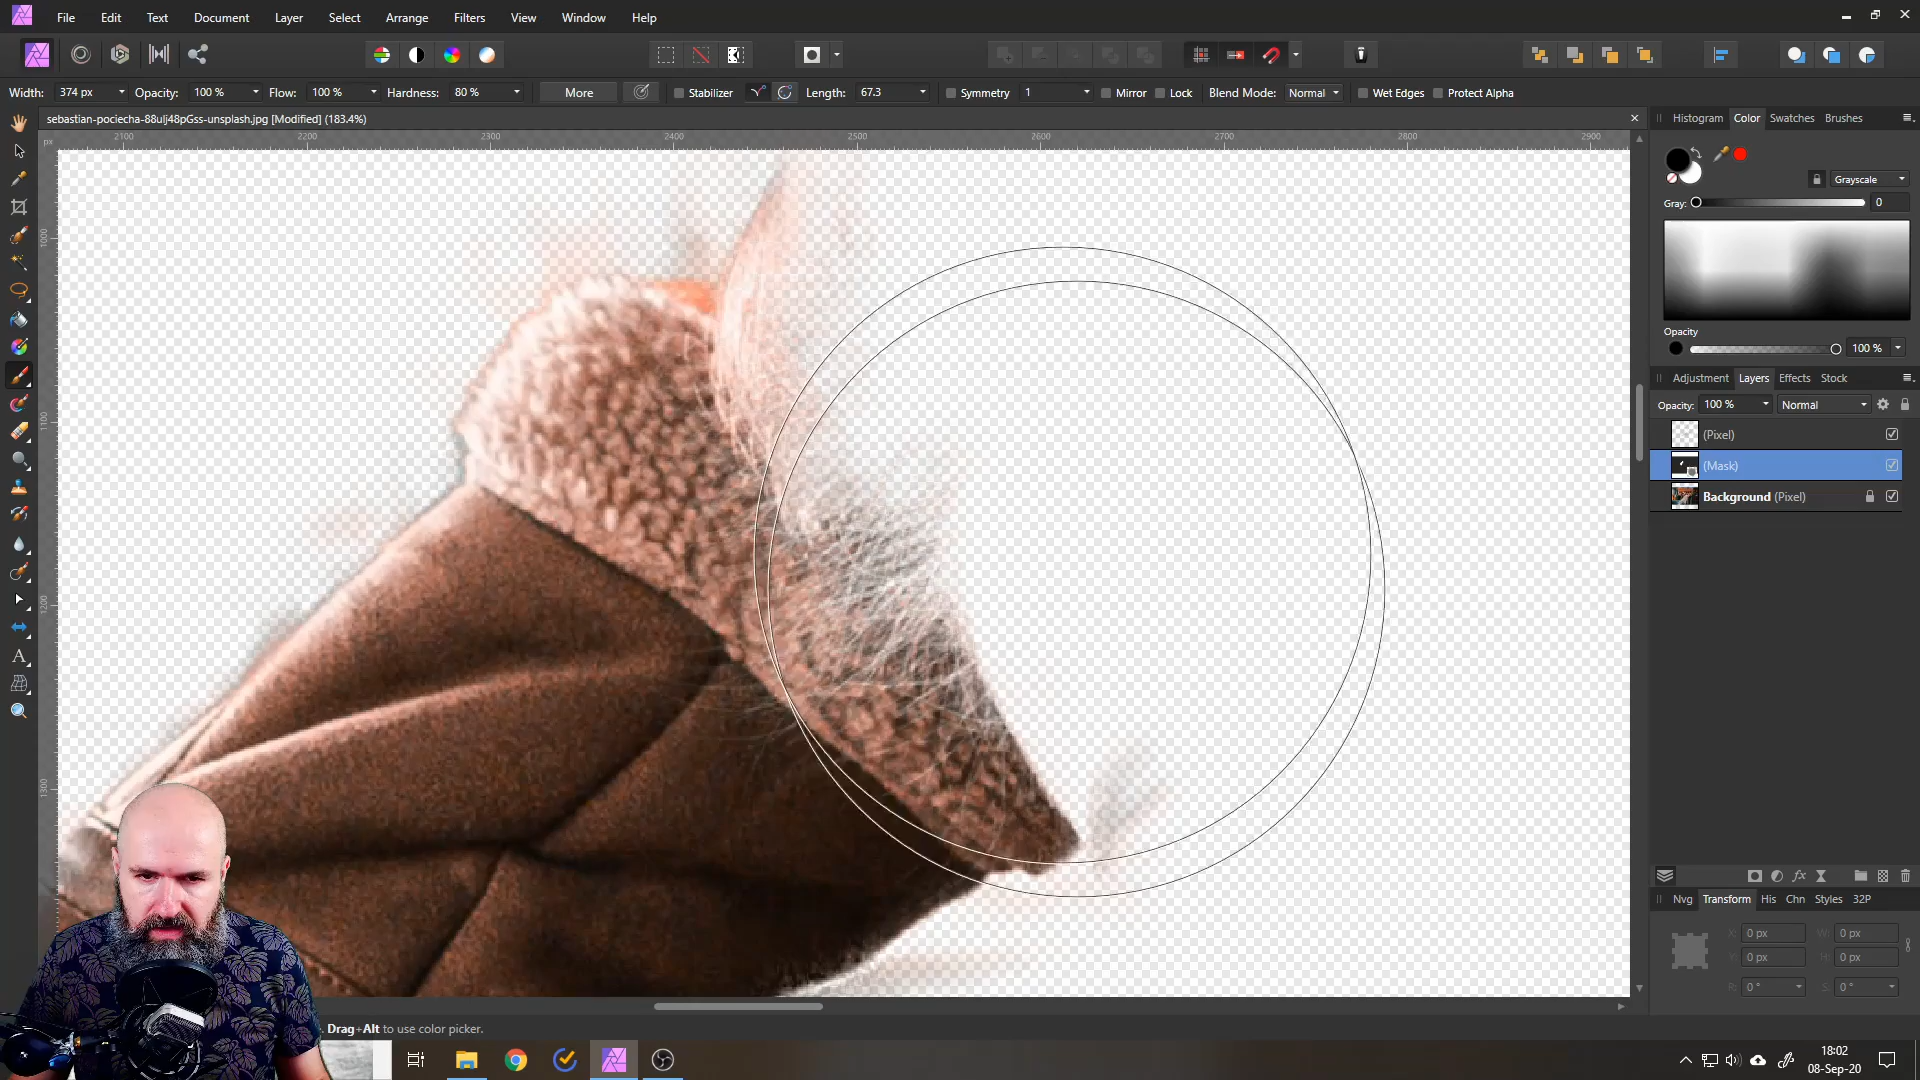 File Edit Text Document Layer Select Arrange Filters View Window Help
Width: 374 px Opacity: 100 % Flow: 100 % Hardness: 80 % More Stabilizer Length: 67.3 Symmetry 1 Mirror Lock Blend Mode: Normal Wet Edges Protect Alpha
sebastian-pociecha-88ulj48pGss-unsplash.jpg [Modified] (183.4%)
px 2100 2200 2300 2400 2500 2600 2700 2800 2900
1000
1100
1200
1300
Histogram Color Swatches Brushes
Grayscale
Gray: 0
Opacity
100 %
Adjustment Layers Effects Stock
Opacity: 100 % Normal
(Pixel)
(Mask)
Background (Pixel)
Nvg Transform His Chn Styles 32P
X: 0 px W: 0 px
Y: 0 px H: 0 px
R: 0 ° S: 0 °
Drag+Alt to use color picker.
18:02
08-Sep-20